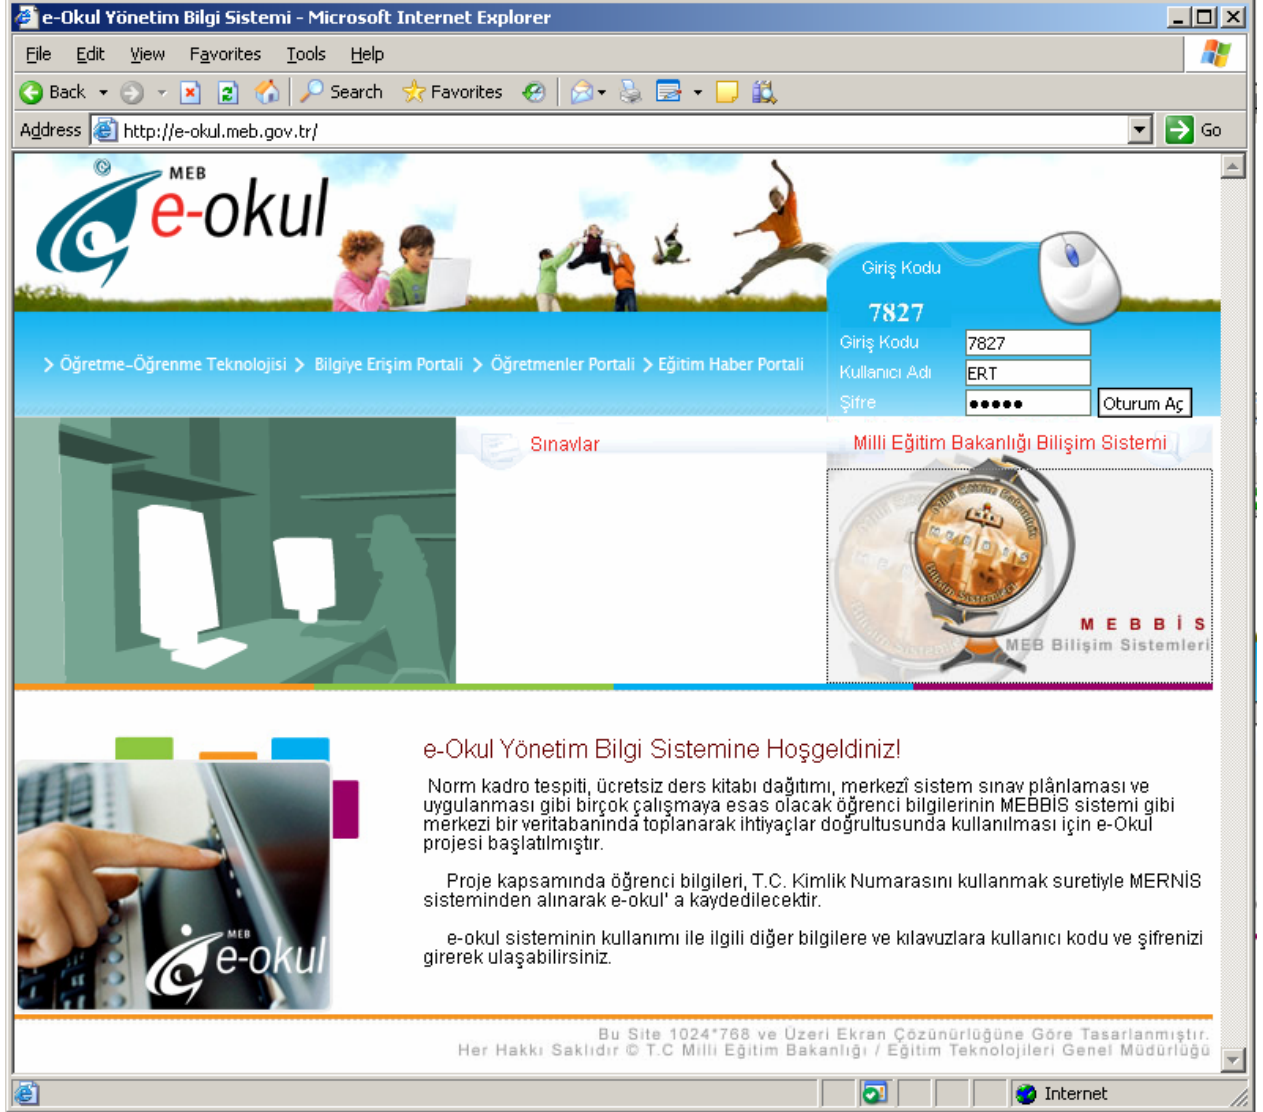 e-Okul Yönetim Bilgi Sistemi - Microsoft Internet Explorer
File Edit View Favorites Tools Help
Back Search Favorites
Address http://e-okul.meb.gov.tr/ Go
MEB
e-okul
Giriş Kodu
7827
Giriş Kodu 7827
> Öğretme-Öğrenme Teknolojisi > Bilgiye Erişim Portali > Öğretmenler Portali > Eğitim Haber Portali
Kullanıcı Adı ERT
Şifre ●●●●● Oturum Aç
Sınavlar
Milli Eğitim Bakanlığı Bilişim Sistemi
Milli Eğitim Bakanlığı
MEBBİS
Bilişim Sistemleri
MEBBİS
MEB Bilişim Sistemleri
e-Okul Yönetim Bilgi Sistemine Hoşgeldiniz!
Norm kadro tespiti, ücretsiz ders kitabı dağıtımı, merkezî sistem sınav plânlaması ve
uygulanması gibi birçok çalışmaya esas olacak öğrenci bilgilerinin MEBBİS sistemi gibi
merkezi bir veritabanında toplanarak ihtiyaçlar doğrultusunda kullanılması için e-Okul
projesi başlatılmıştır.
Proje kapsamında öğrenci bilgileri, T.C. Kimlik Numarasını kullanmak suretiyle MERNİS
sisteminden alınarak e-okul' a kaydedilecektir.
e-okul sisteminin kullanımı ile ilgili diğer bilgilere ve kılavuzlara kullanıcı kodu ve şifrenizi
girerek ulaşabilirsiniz.
MEB
e-okul
Bu Site 1024*768 ve Üzeri Ekran Çözünürlüğüne Göre Tasarlanmıştır.
Her Hakkı Saklıdır © T.C Milli Eğitim Bakanlığı / Eğitim Teknolojileri Genel Müdürlüğü
Internet